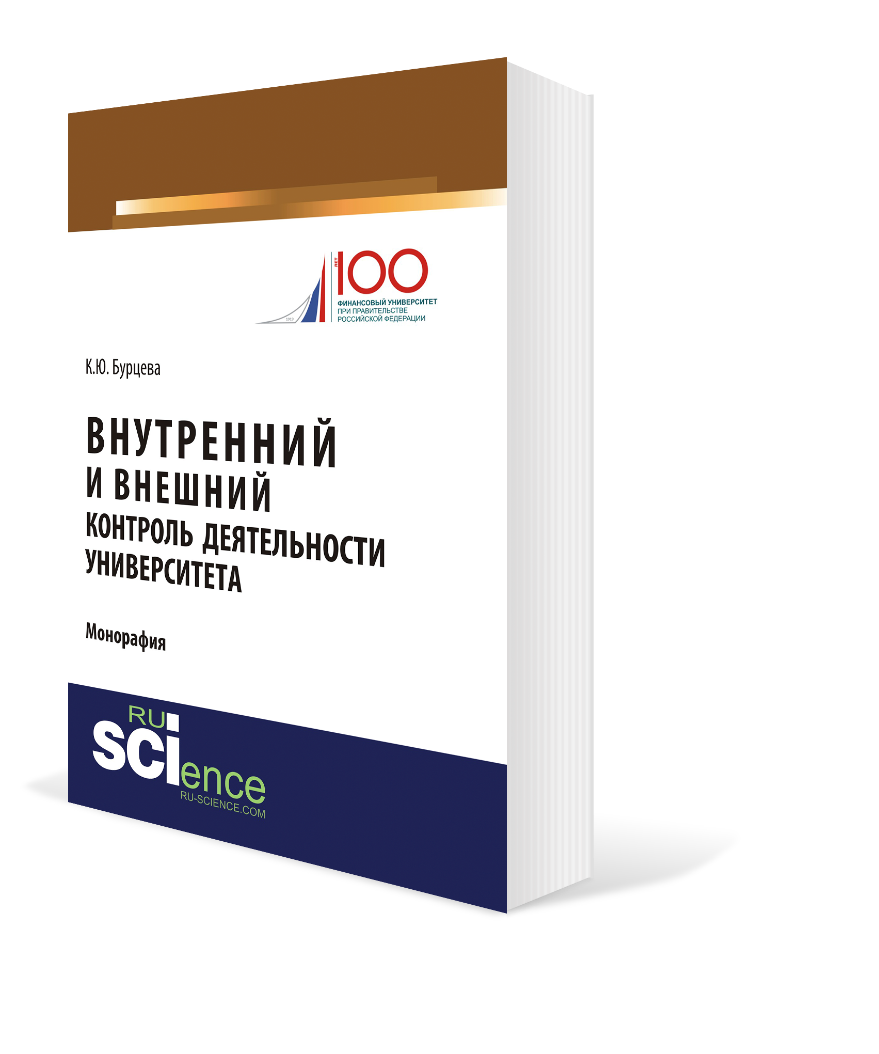 100
ФИНАНСОВЫЙ УНИВЕРСИТЕТ
ПРИ ПРАВИТЕЛЬСТВЕ
РОССИЙСКОЙ ФЕДЕРАЦИИ
К.Ю. Бурцева
ВНУТРЕННИЙ
И ВНЕШНИЙ
КОНТРОЛЬ ДЕЯТЕЛЬНОСТИ
УНИВЕРСИТЕТА
Монография
RU
science
RU-SCIENCE.COM